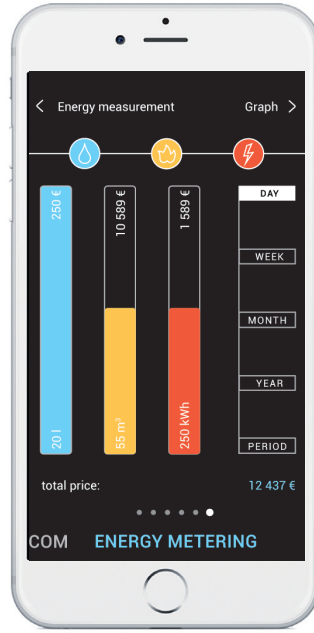 Energy measurement
Graph
250 €
20 l
10 589 €
55 m³
1 589 €
250 kWh
DAY
WEEK
MONTH
YEAR
PERIOD
total price:
12 437 €
COM
ENERGY METERING